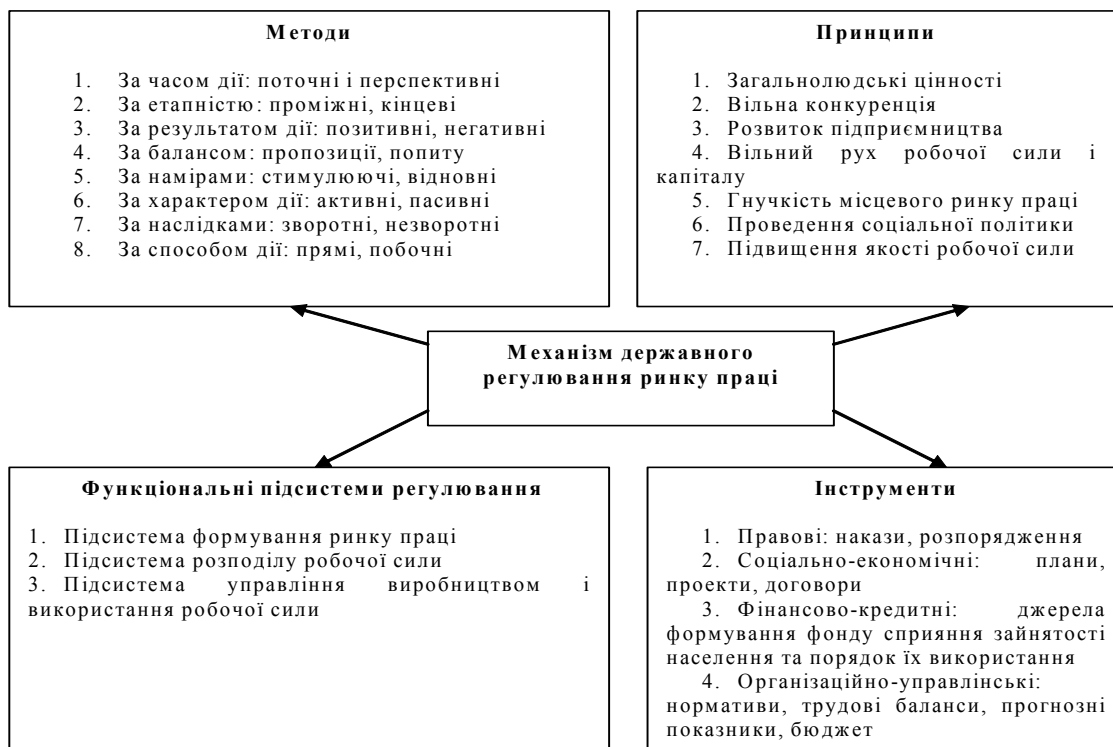 Методи
1. За часом дії: поточні і перспективні
2. За етапністю: проміжні, кінцеві
3. За результатом дії: позитивні, негативні
4. За балансом: пропозиції, попиту
5. За намірами: стимулюючі, відновні
6. За характером дії: активні, пасивні
7. За наслідками: зворотні, незворотні
8. За способом дії: прямі, побочні
Принципи
1. Загальнолюдські цінності
2. Вільна конкуренція
3. Розвиток підприємництва
4. Вільний рух робочої сили і
капіталу
5. Гнучкість місцевого ринку праці
6. Проведення соціальної політики
7. Підвищення якості робочої сили
Механізм державного
регулювання ринку праці
Функціональні підсистеми регулювання
1. Підсистема формування ринку праці
2. Підсистема розподілу робочої сили
3. Підсистема управління виробництвом і
використання робочої сили
Інструменти
1. Правові: накази, розпорядження
2. Соціально-економічні: плани,
проекти, договори
3. Фінансово-кредитні: джерела
формування фонду сприяння зайнятості
населення та порядок їх використання
4. Організаційно-управлінські:
нормативи, трудові баланси, прогнозні
показники, бюджет